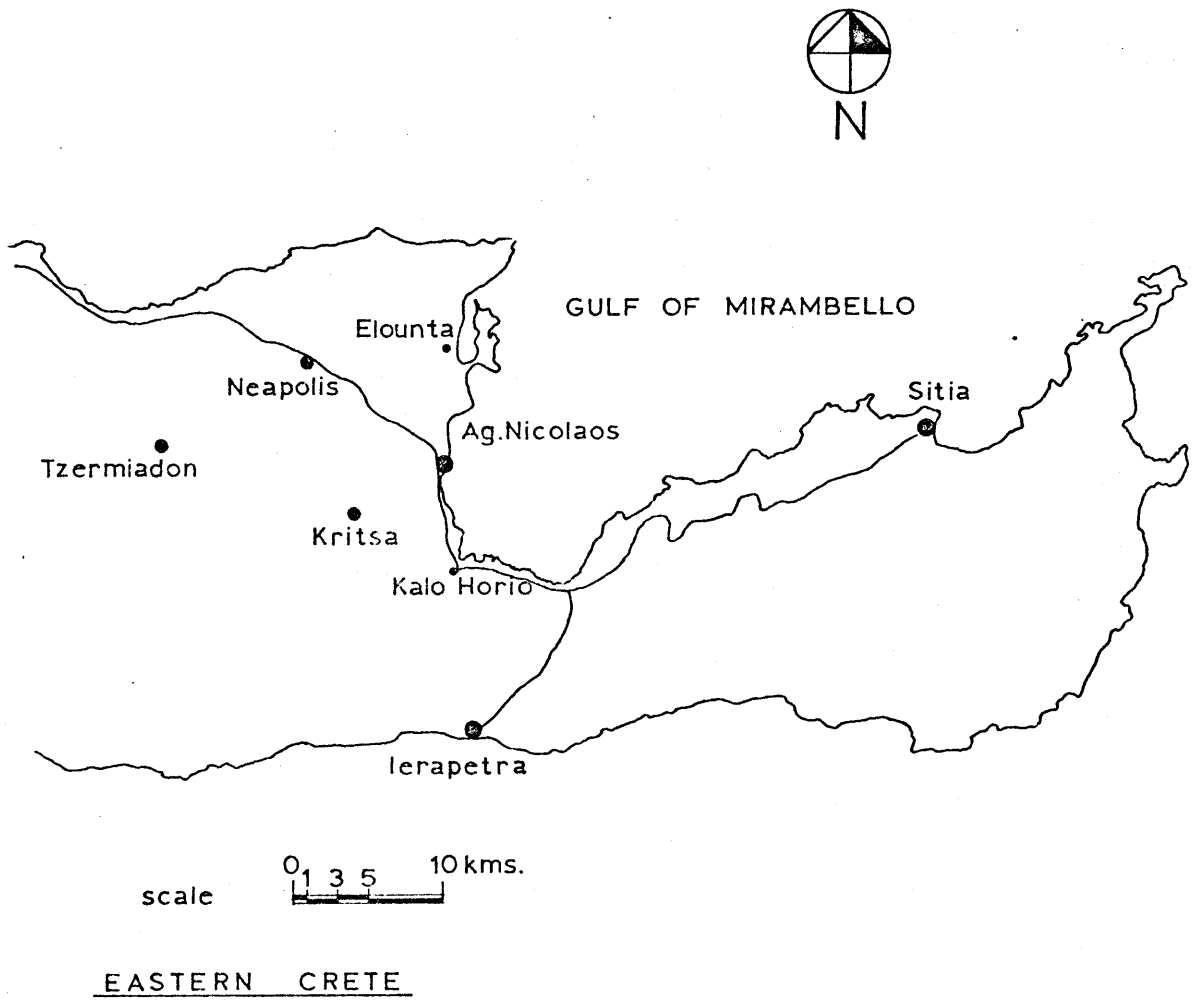 N
GULF OF MIRAMBELLO
Elounta
Neapolis
Sitia
Ag.Nicolaos
Tzermiadon
Kritsa
Kalo Horio
Ierapetra
0 1 3 5 10 kms.
scale
EASTERN CRETE